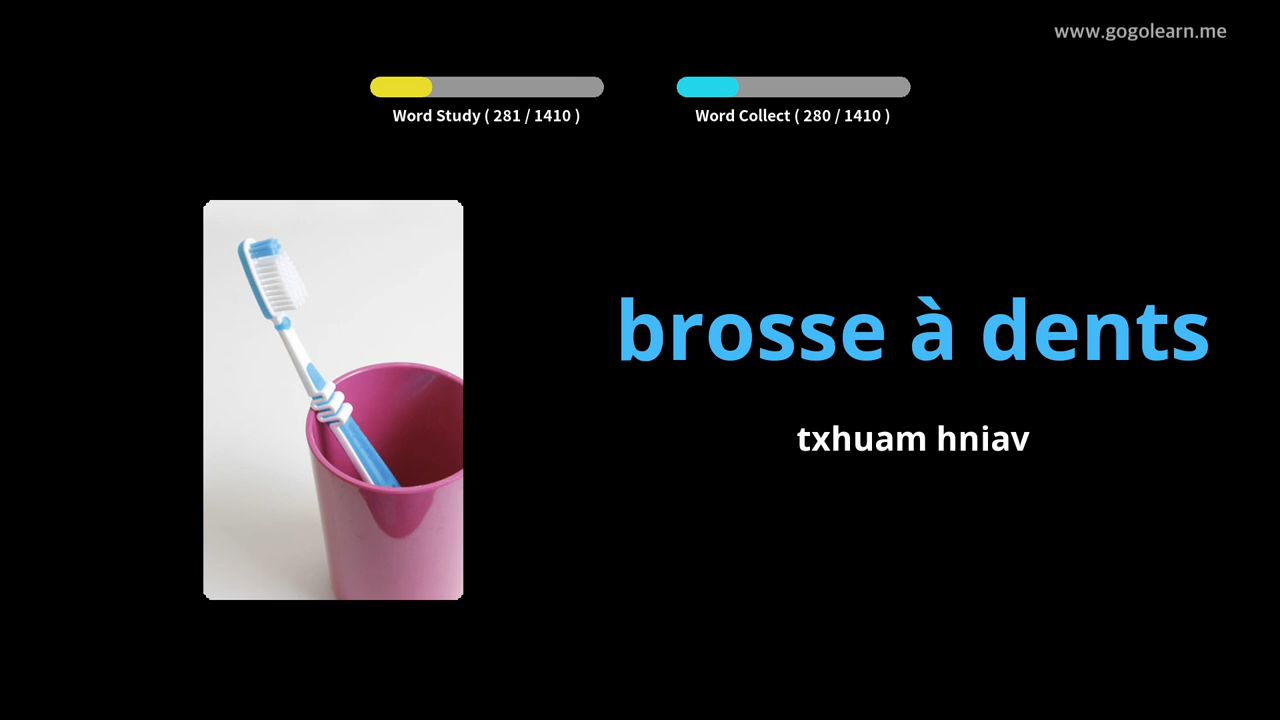 www.gogolearn.me
Word Study ( 281 / 1410 )
Word Collect ( 280 / 1410 )
brosse à dents
txhuam hniav